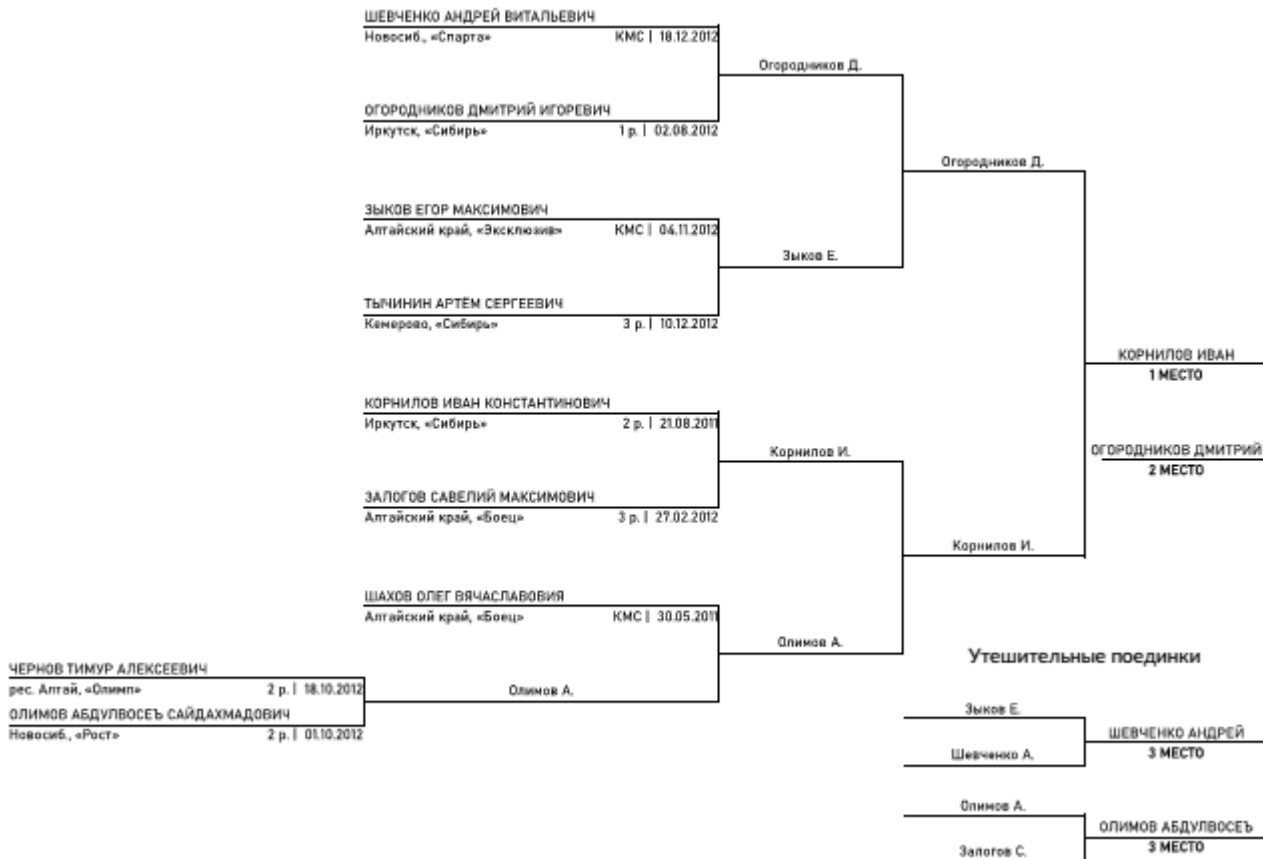 ШЕВЧЕНКО АНДРЕЙ ВИТАЛЬЕВИЧ
Новосиб., «Спарта» КМС | 18.12.2012
Огородников Д.
ОГОРОДНИКОВ ДМИТРИЙ ИГОРЕВИЧ
Иркутск, «Сибирь» 1 р. | 02.08.2012
Огородников Д.
ЗЫКОВ ЕГОР МАКСИМОВИЧ
Алтайский край, «Эксклюзив» КМС | 04.11.2012
Зыков Е.
ТЫЧИНИН АРТЁМ СЕРГЕЕВИЧ
Кемерово, «Сибирь» 3 р. | 10.12.2012
КОРНИЛОВ ИВАН
1 МЕСТО
КОРНИЛОВ ИВАН КОНСТАНТИНОВИЧ
Иркутск, «Сибирь» 2 р. | 21.08.2011
Корнилов И.
ОГОРОДНИКОВ ДМИТРИЙ
2 МЕСТО
ЗАЛОГОВ САВЕЛИЙ МАКСИМОВИЧ
Алтайский край, «Боец» 3 р. | 27.02.2012
Корнилов И.
ШАХОВ ОЛЕГ ВЯЧАСЛАВОВИЯ
Алтайский край, «Боец» КМС | 30.05.2011
Олимов А.
ЧЕРНОВ ТИМУР АЛЕКСЕЕВИЧ
рес. Алтай, «Олимп» 2 р. | 18.10.2012
Олимов А.
ОЛИМОВ АБДУЛВОСЕЪ САЙДАХМАДОВИЧ
Новосиб., «Рост» 2 р. | 01.10.2012
Утешительные поединки
Зыков Е.
ШЕВЧЕНКО АНДРЕЙ
3 МЕСТО
Шевченко А.
Олимов А.
ОЛИМОВ АБДУЛВОСЕЪ
3 МЕСТО
Залогов С.